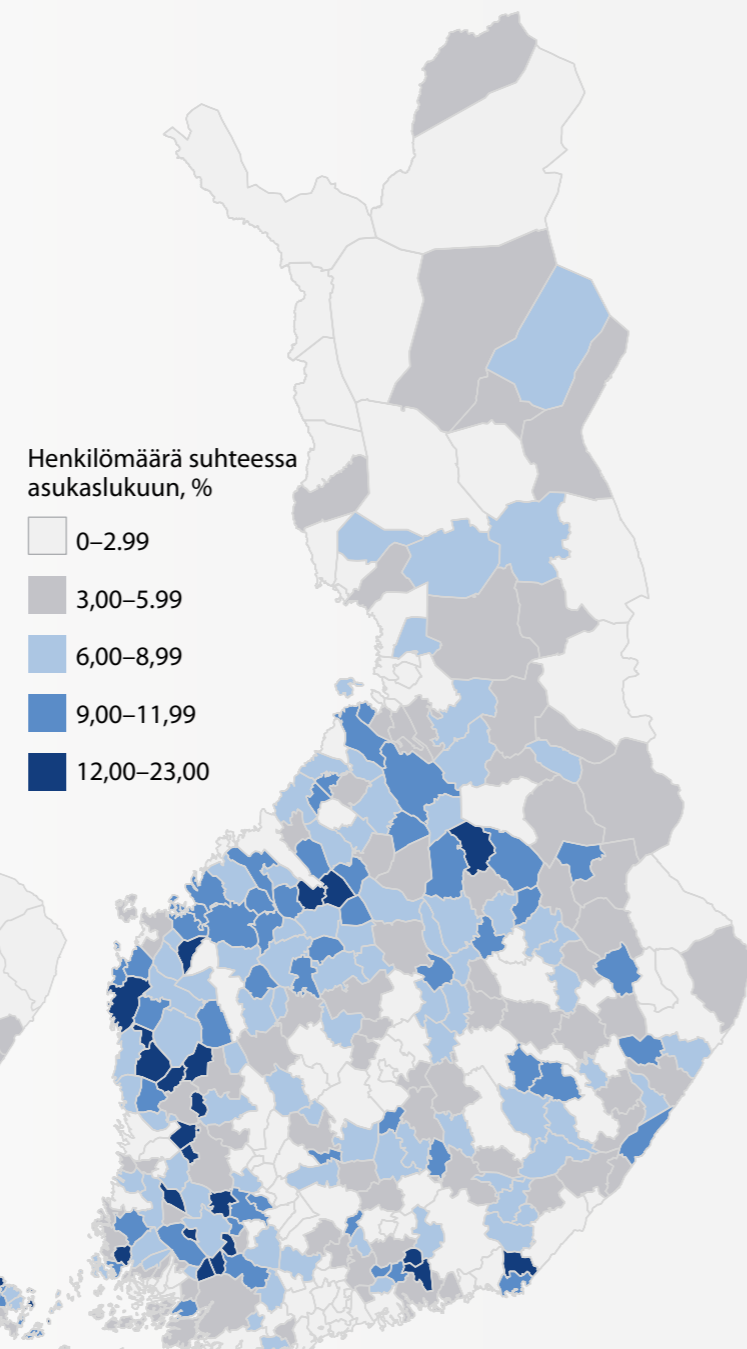 Henkilömäärä suhteessa
asukaslukuun, %
0–2.99
3,00–5.99
6,00–8,99
9,00–11,99
12,00–23,00